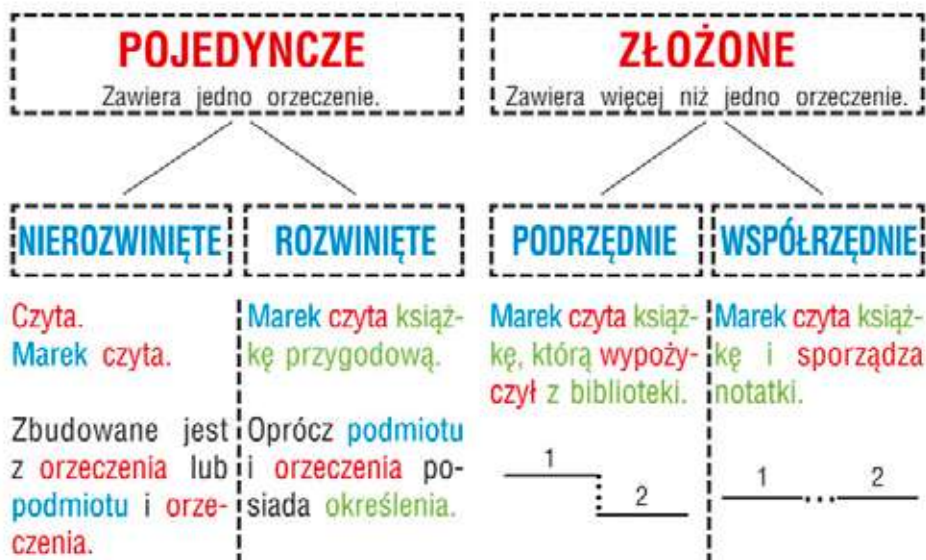 POJEDYNCZE
Zawiera jedno orzeczenie.
NIEROZWINIĘTE
ROZWINIĘTE
Czyta.
Marek czyta.
Zbudowane jest
z orzeczenia lub
podmiotu i orze-
czenia.
Marek czyta książ-
kę przygodową.
Oprócz podmiotu
i orzeczenia po-
siada określenia.
ZŁOŻONE
Zawiera więcej niż jedno orzeczenie.
PODRZĘDNIE
WSPÓŁRZĘDNIE
Marek czyta książ-
kę, którą wypoży-
czył z biblioteki.
1
2
Marek czyta książ-
kę i sporządza
notatki.
1 2